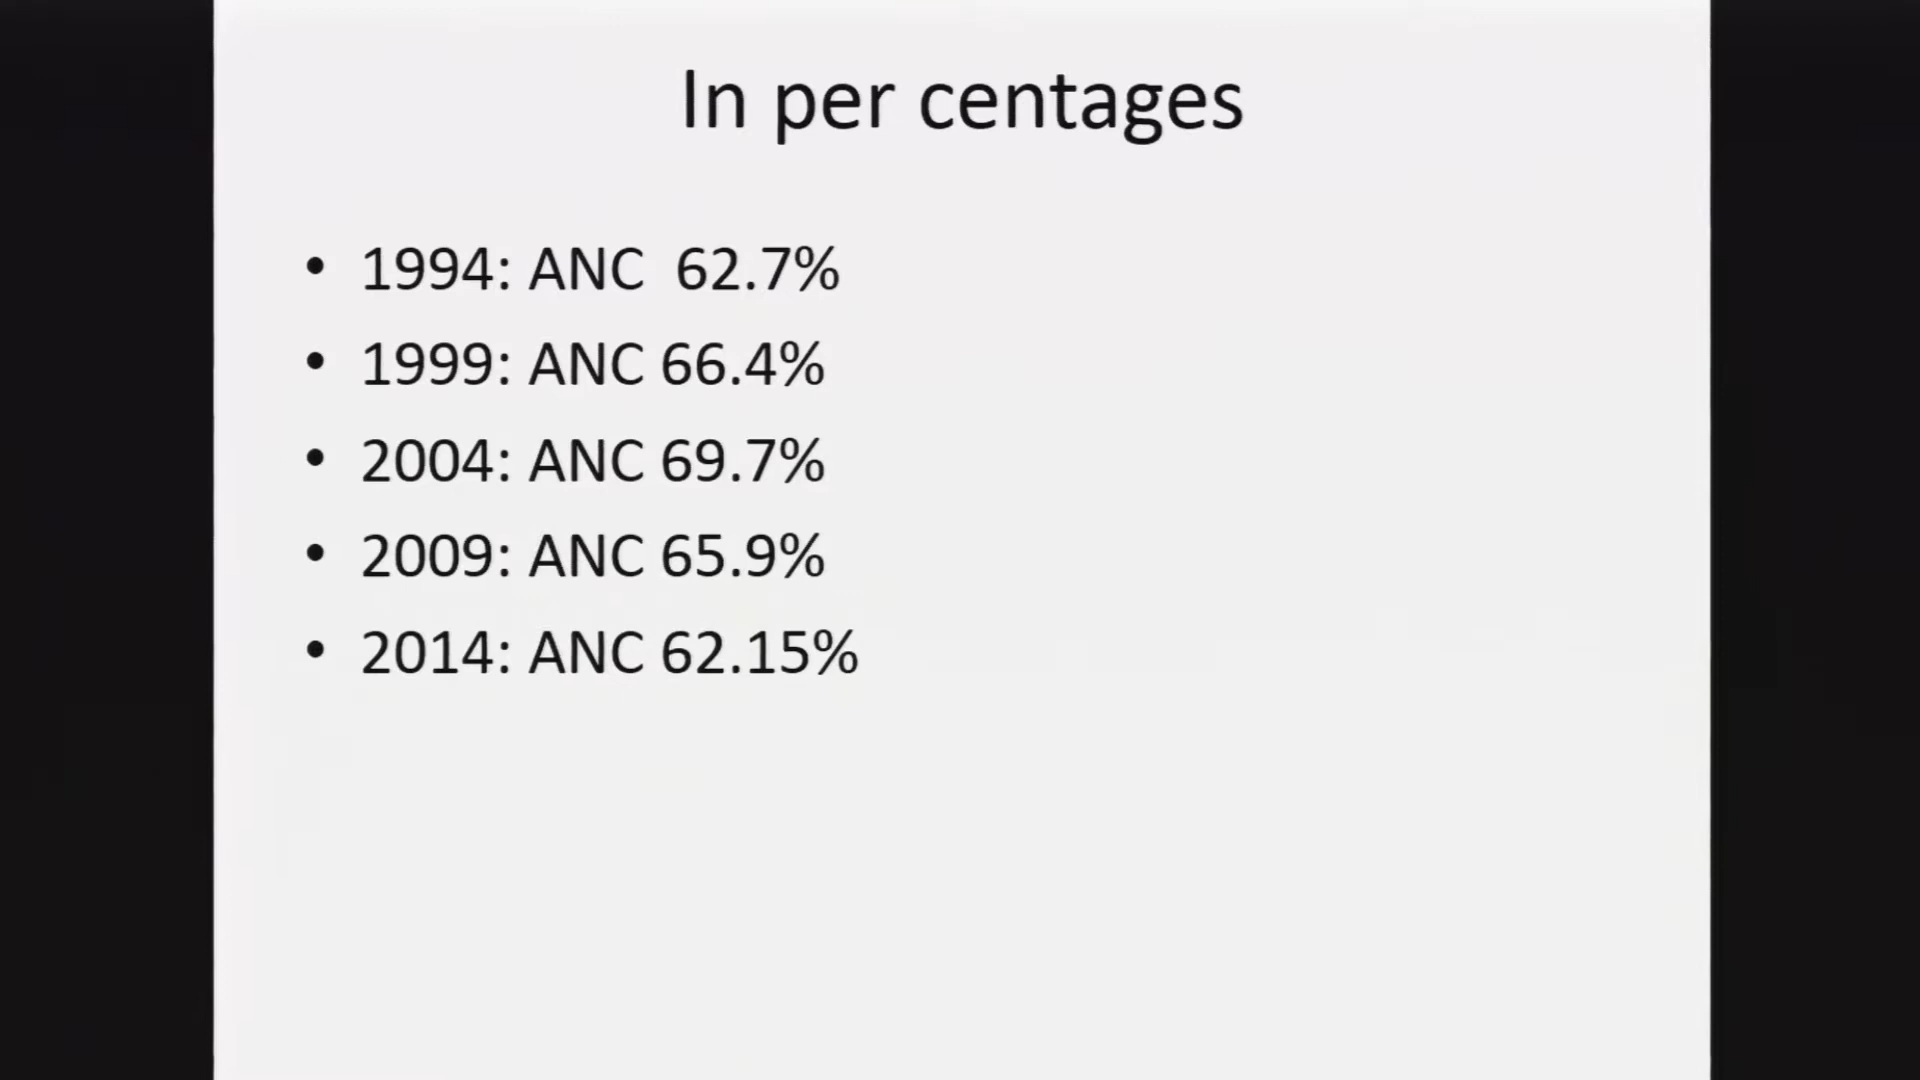 In per centages
• 1994: ANC  62.7%
• 1999: ANC 66.4%
• 2004: ANC 69.7%
• 2009: ANC 65.9%
• 2014: ANC 62.15%